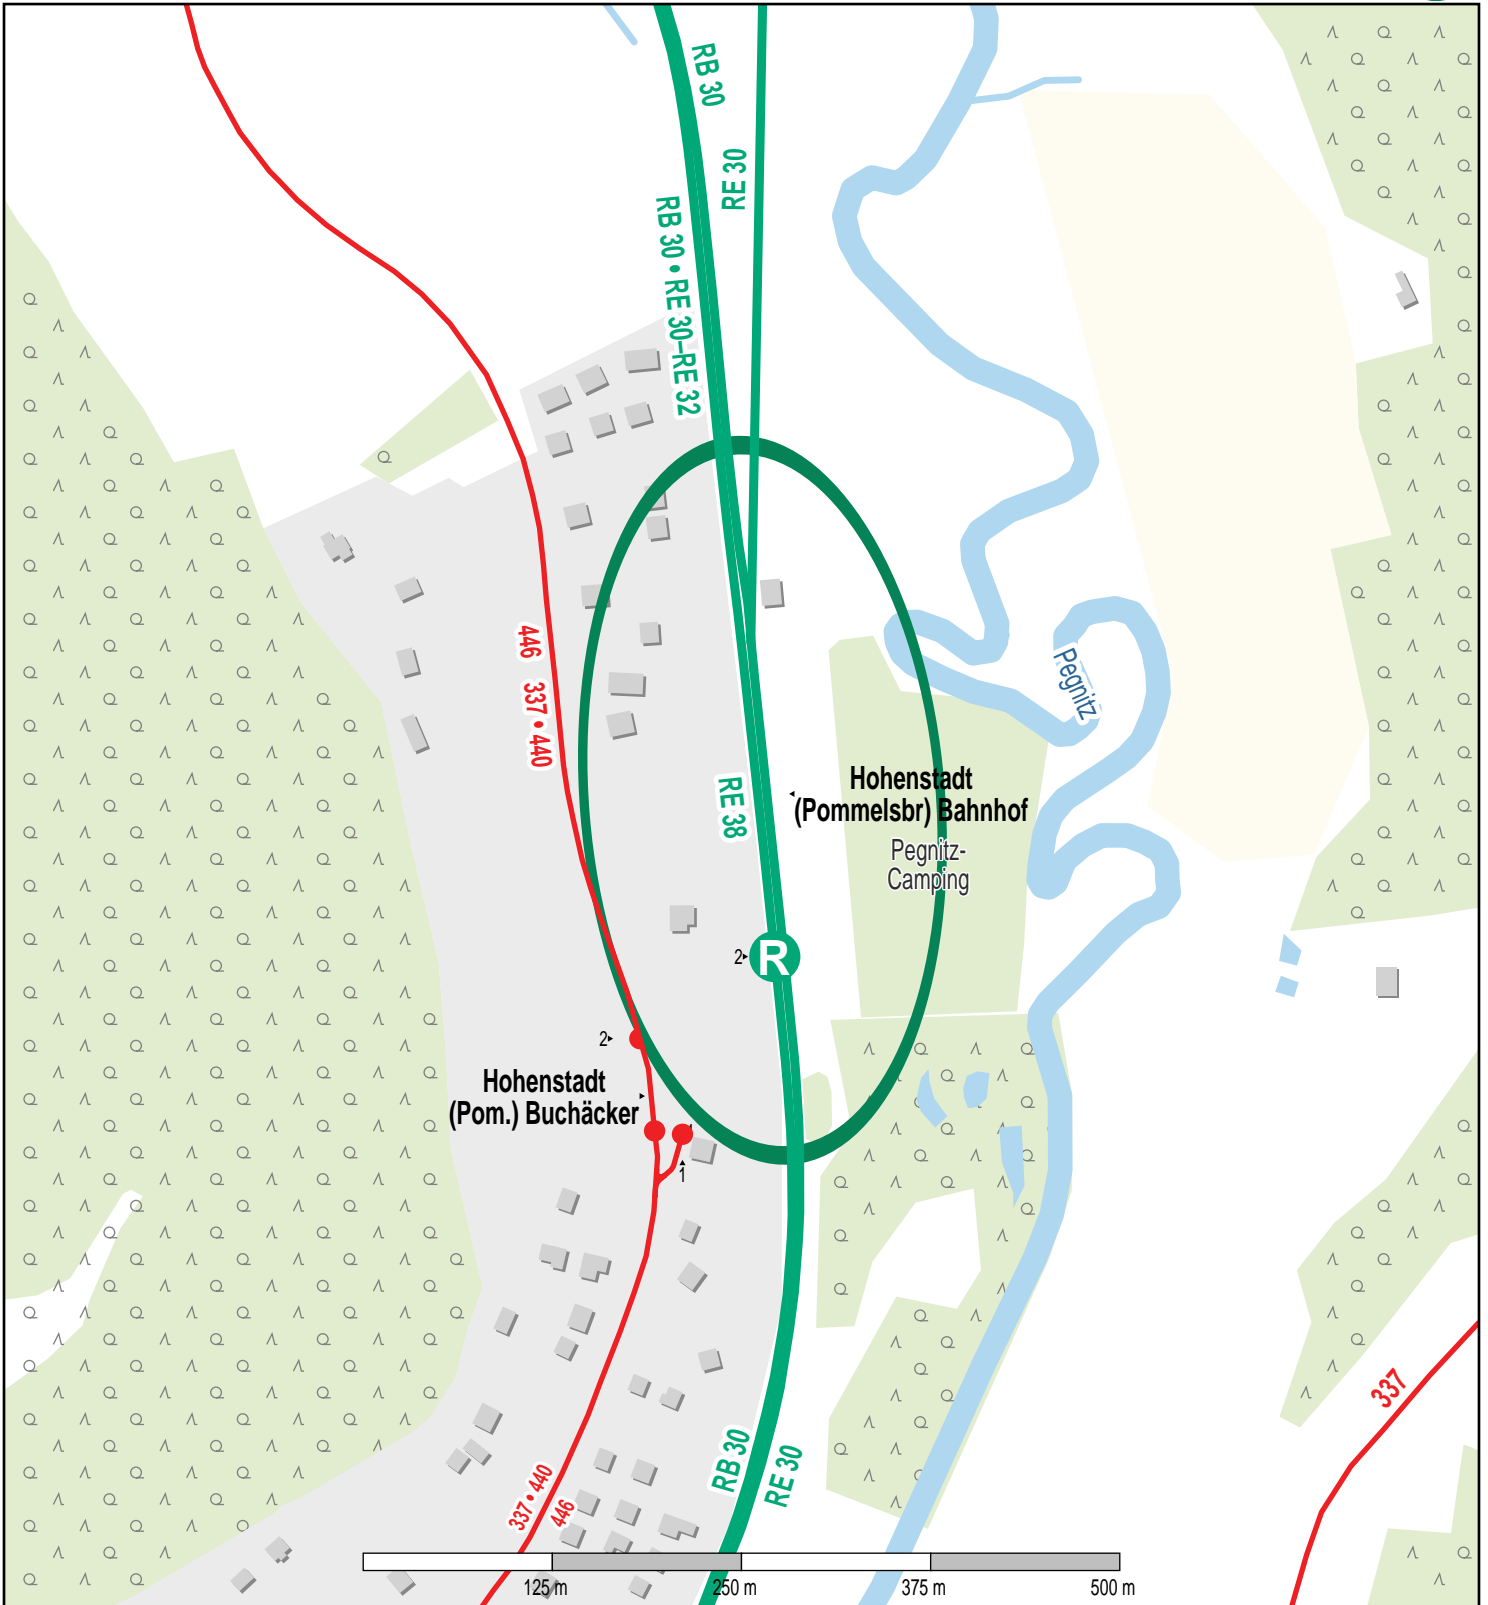 RB 30
RE 30
RB 30 • RE 30–RE 32
446
337 • 440
Pegnitz
RE 38
Hohenstadt
(Pommelsbr) Bahnhof
Pegnitz-
Camping
2
R
2
Hohenstadt
(Pom.) Buchäcker
1
337
RB 30
RE 30
337 • 440
446
125 m
250 m
375 m
500 m